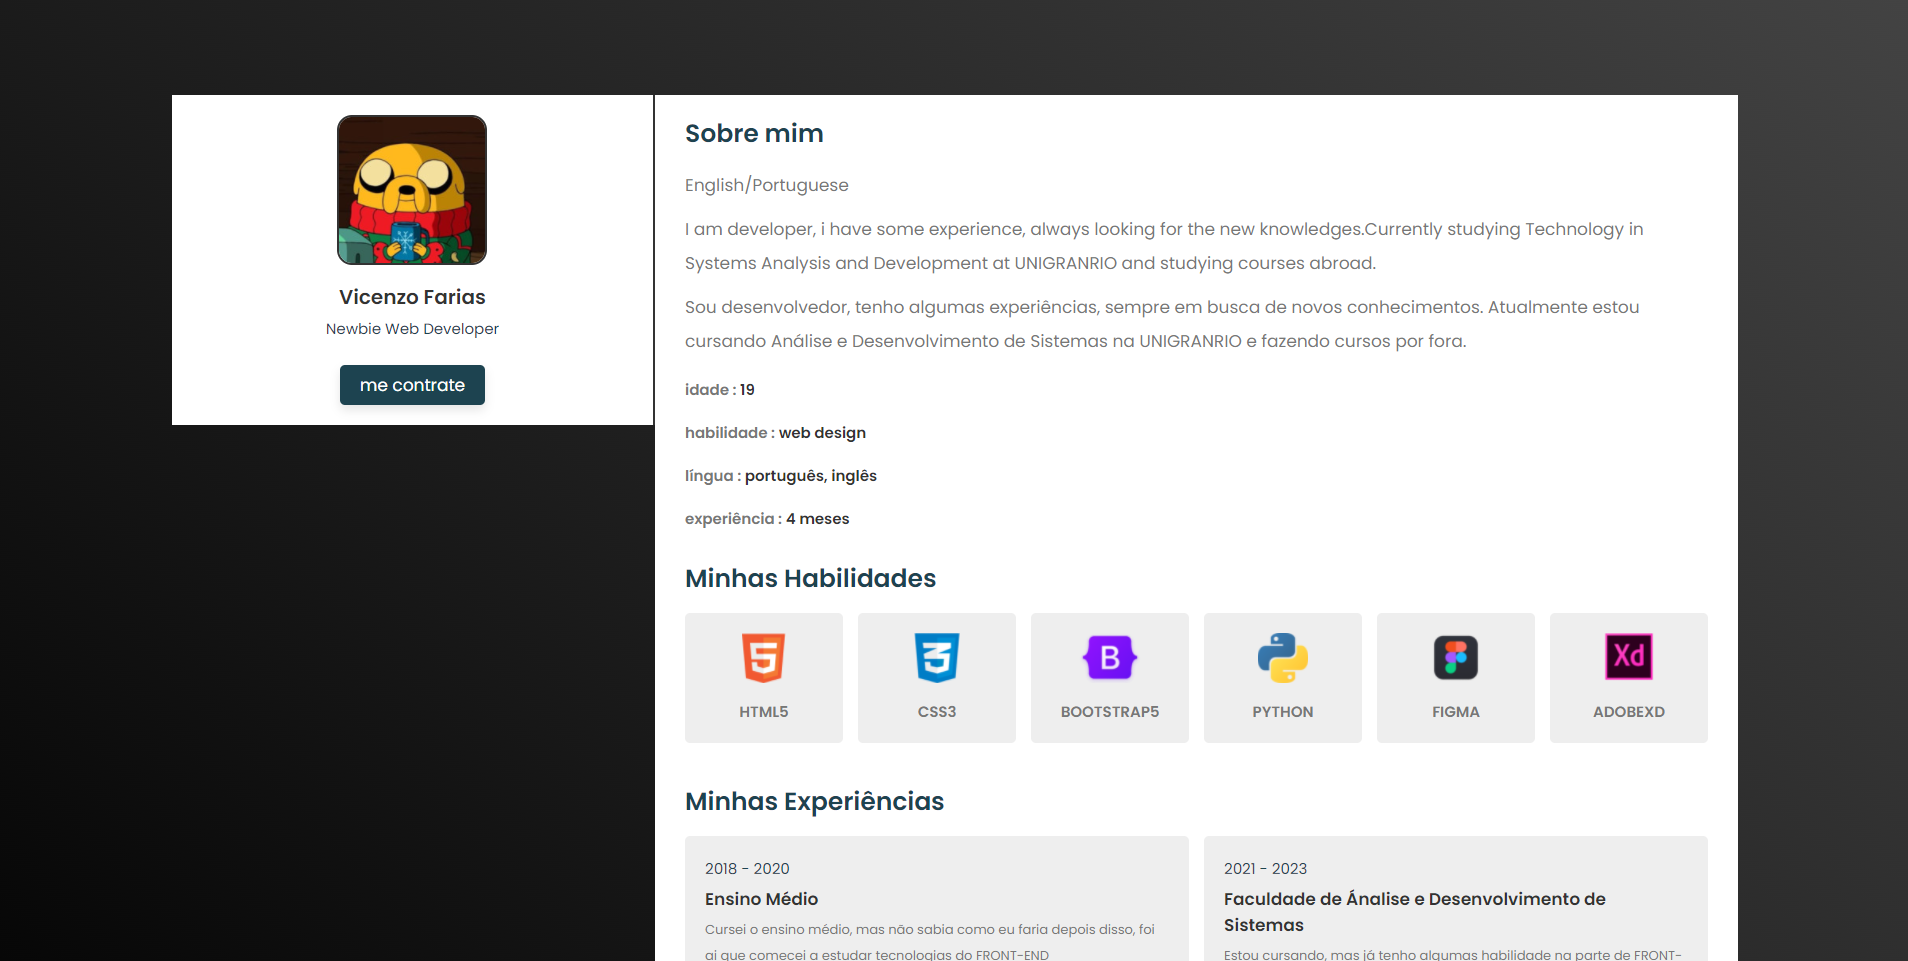 Vicenzo Farias
Newbie Web Developer
me contrate
Sobre mim
English/Portuguese
I am developer, i have some experience, always looking for the new knowledges.Currently studying Technology in
Systems Analysis and Development at UNIGRANRIO and studying courses abroad.
Sou desenvolvedor, tenho algumas experiências, sempre em busca de novos conhecimentos. Atualmente estou
cursando Análise e Desenvolvimento de Sistemas na UNIGRANRIO e fazendo cursos por fora.
idade : 19
habilidade : web design
língua : português, inglês
experiência : 4 meses
Minhas Habilidades
5 3 B Xd
HTML5 CSS3 BOOTSTRAP5 PYTHON FIGMA ADOBEXD
Minhas Experiências
2018 - 2020
Ensino Médio
Cursei o ensino médio, mas não sabia como eu faria depois disso, foi
ai que comecei a estudar tecnologias do FRONT-END
2021 - 2023
Faculdade de Ánalise e Desenvolvimento de
Sistemas
Estou cursando, mas já tenho algumas habilidade na parte de FRONT-